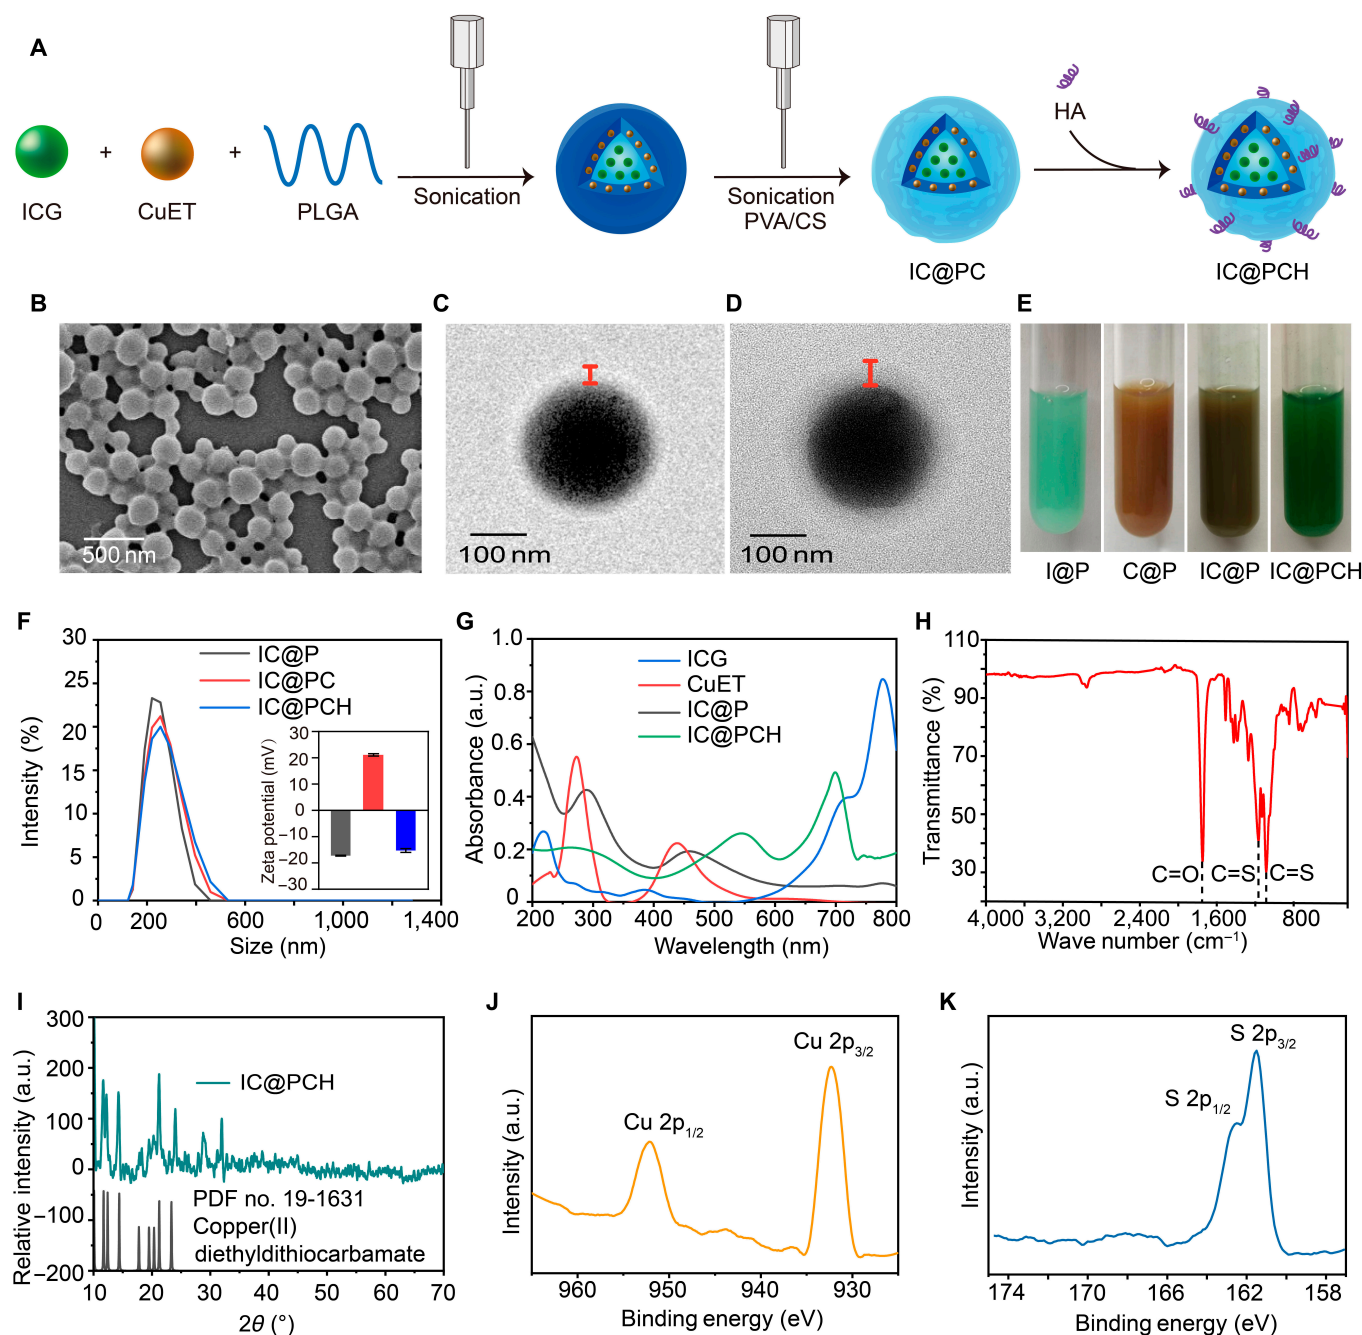 A
ICG
+
CuET
+
PLGA
Sonication
Sonication
PVA/CS
IC@PC
HA
IC@PCH
B
500 nm
C
100 nm
D
100 nm
E
I@P
C@P
IC@P
IC@PCH
F
30
25
20
15
10
5
0
Intensity (%)
0
200
600
1,000
1,400
Size (nm)
IC@P
IC@PC
IC@PCH
30
20
10
0
−10
−20
−30
Zeta potential (mV)
G
1.0
0.8
0.6
0.4
0.2
0
Absorbance (a.u.)
200
300
400
500
600
700
800
Wavelength (nm)
ICG
CuET
IC@P
IC@PCH
H
110
90
70
50
30
Transmittance (%)
C=O
C=S
C=S
4,000
3,200
2,400
1,600
800
Wave number (cm⁻¹)
I
300
200
100
0
−100
−200
Relative intensity (a.u.)
IC@PCH
PDF no. 19-1631
Copper(II)
diethyldithiocarbamate
10
20
30
40
50
60
70
2θ (°)
J
Intensity (a.u.)
Cu 2p1/2
Cu 2p3/2
960
950
940
930
Binding energy (eV)
K
Intensity (a.u.)
S 2p3/2
S 2p1/2
174
170
166
162
158
Binding energy (eV)